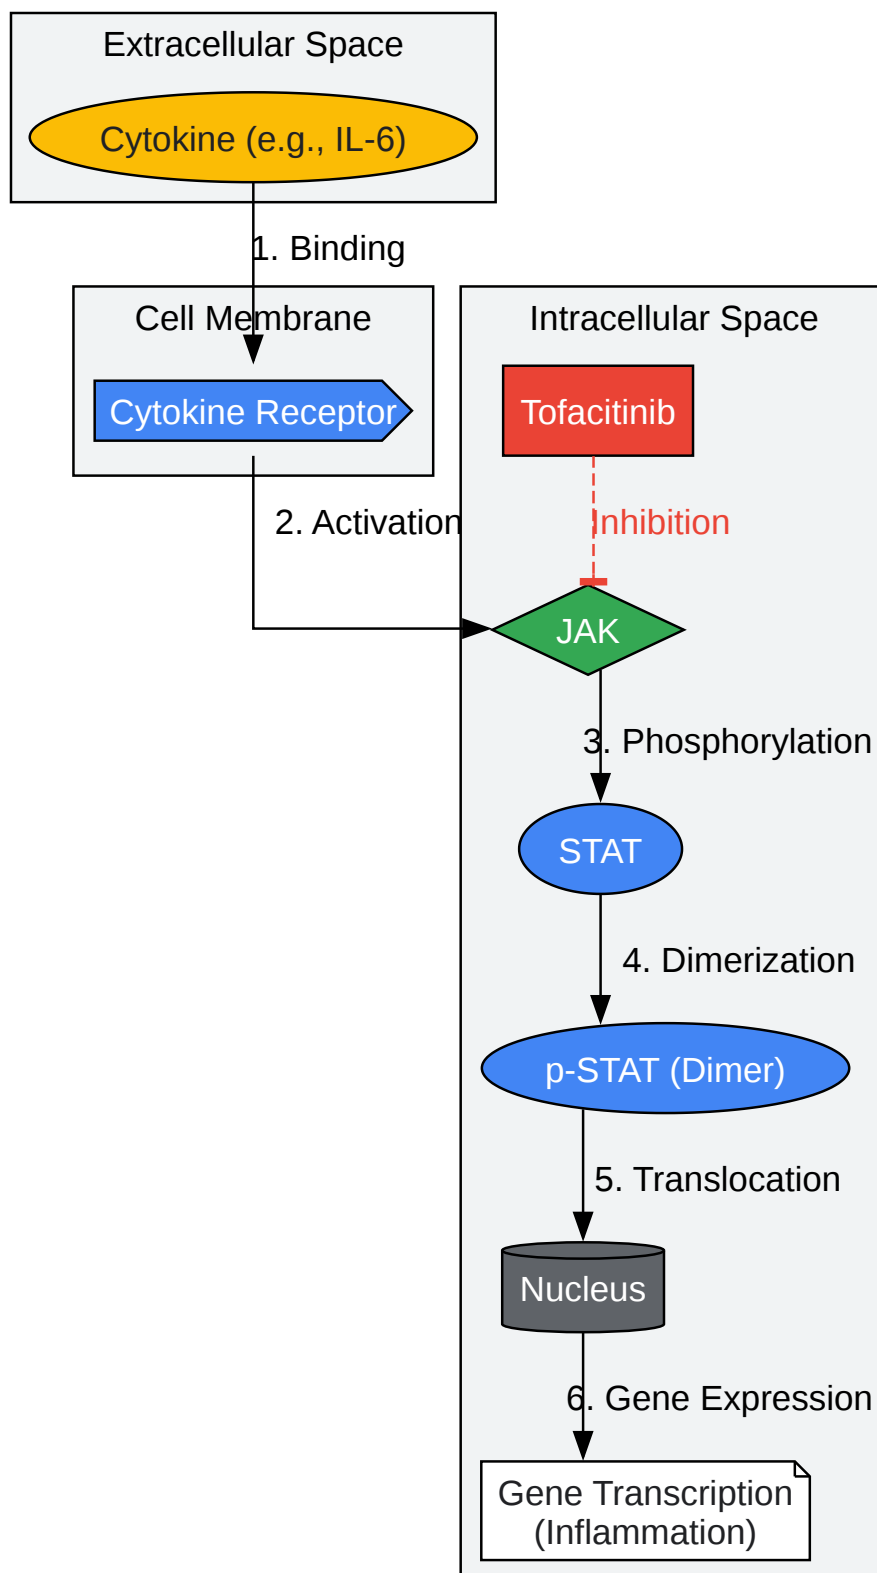 Extracellular Space
Cytokine (e.g., IL-6)
1. Binding
Cell Membrane
Cytokine Receptor
2. Activation
Intracellular Space
Tofacitinib
Inhibition
JAK
3. Phosphorylation
STAT
4. Dimerization
p-STAT (Dimer)
5. Translocation
Nucleus
6. Gene Expression
Gene Transcription
(Inflammation)